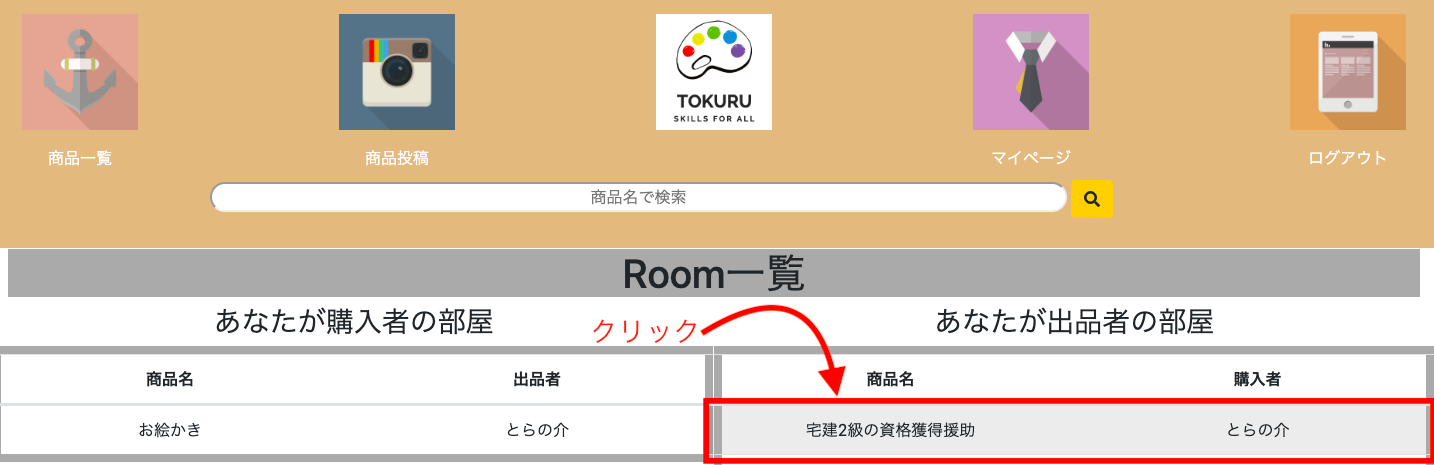 TOKURU
SKILLS FOR ALL
商品一覧
商品投稿
マイページ
ログアウト
商品名で検索
Room一覧
あなたが購入者の部屋
あなたが出品者の部屋
クリック
商品名
出品者
商品名
購入者
お絵かき
とらの介
宅建2級の資格獲得援助
とらの介